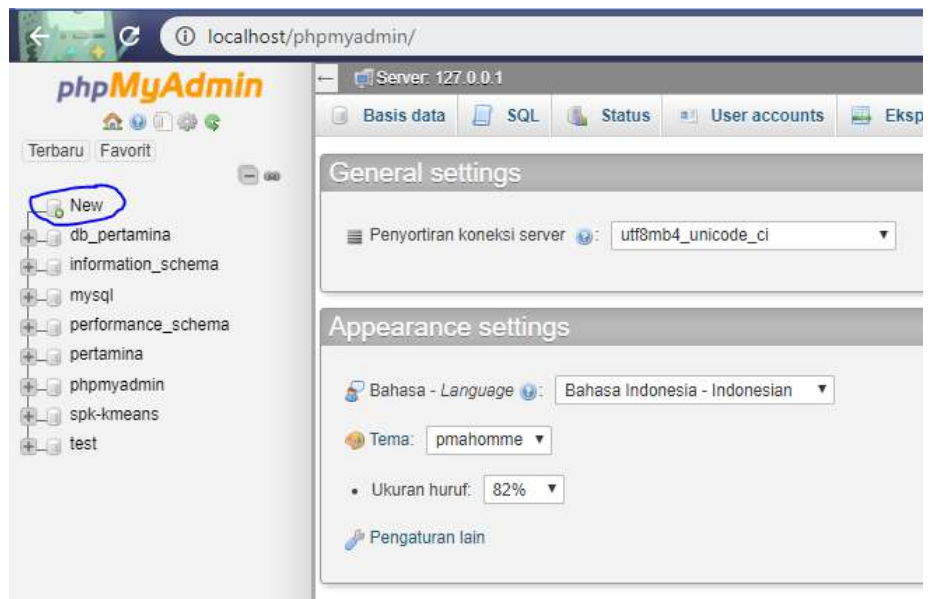 localhost/phpmyadmin/
phpMyAdmin
Terbaru Favorit
New
db_pertamina
information_schema
mysql
performance_schema
pertamina
phpmyadmin
spk-kmeans
test
Server: 127.0.0.1
Basis data SQL Status User accounts Eksp
General settings
Penyortiran koneksi server : utf8mb4_unicode_ci
Appearance settings
Bahasa - Language : Bahasa Indonesia - Indonesian
Tema: pmahomme
Ukuran huruf: 82%
Pengaturan lain